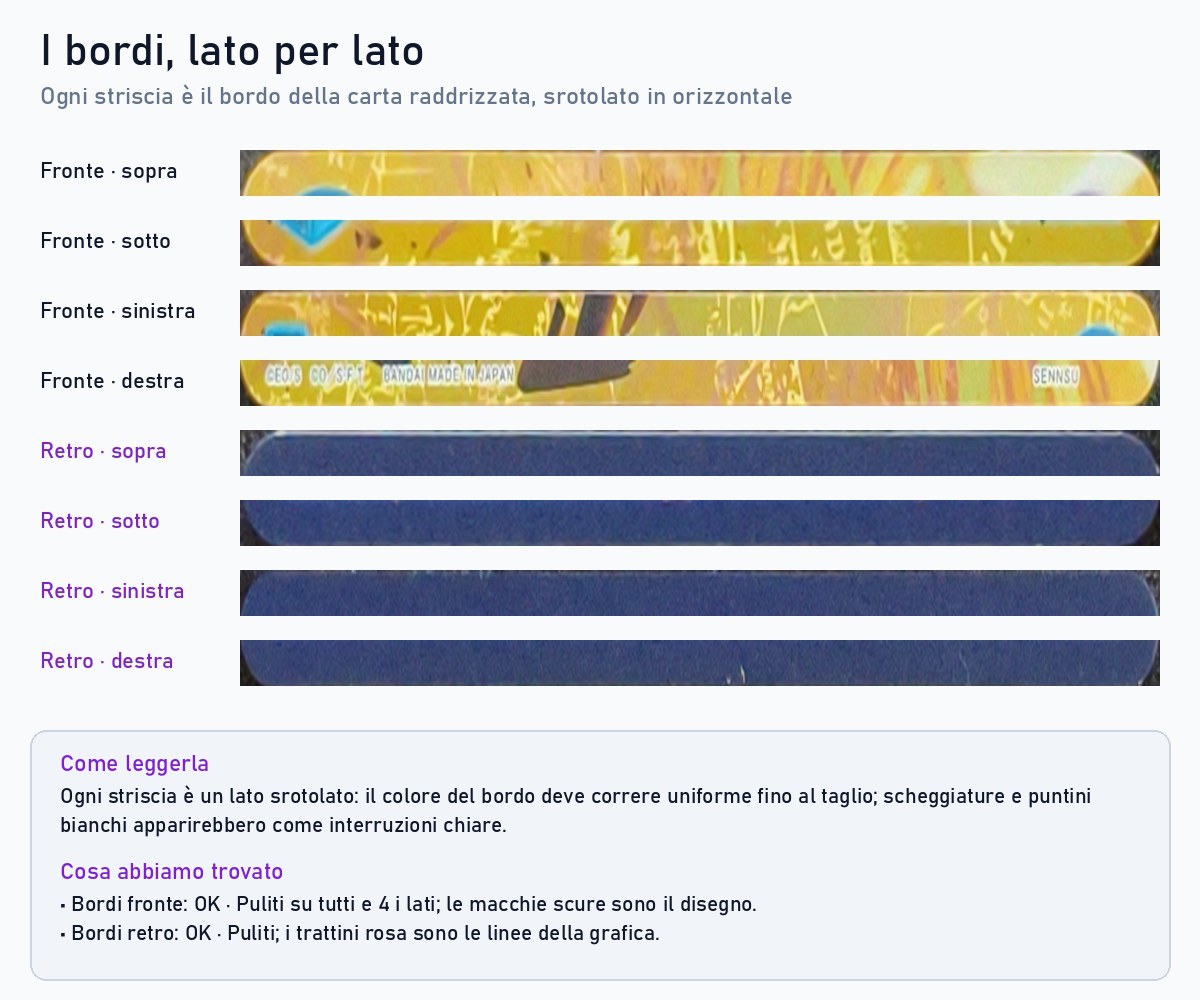 I bordi, lato per lato
Ogni striscia è il bordo della carta raddrizzata, srotolato in orizzontale
Fronte · sopra
Fronte · sotto
Fronte · sinistra
Fronte · destra
BANDAI MADE IN JAPAN
SENNSU
Retro · sopra
Retro · sotto
Retro · sinistra
Retro · destra
Come leggerla
Ogni striscia è un lato srotolato: il colore del bordo deve correre uniforme fino al taglio; scheggiature e puntini
bianchi apparirebbero come interruzioni chiare.
Cosa abbiamo trovato
• Bordi fronte: OK · Puliti su tutti e 4 i lati; le macchie scure sono il disegno.
• Bordi retro: OK · Puliti; i trattini rosa sono le linee della grafica.